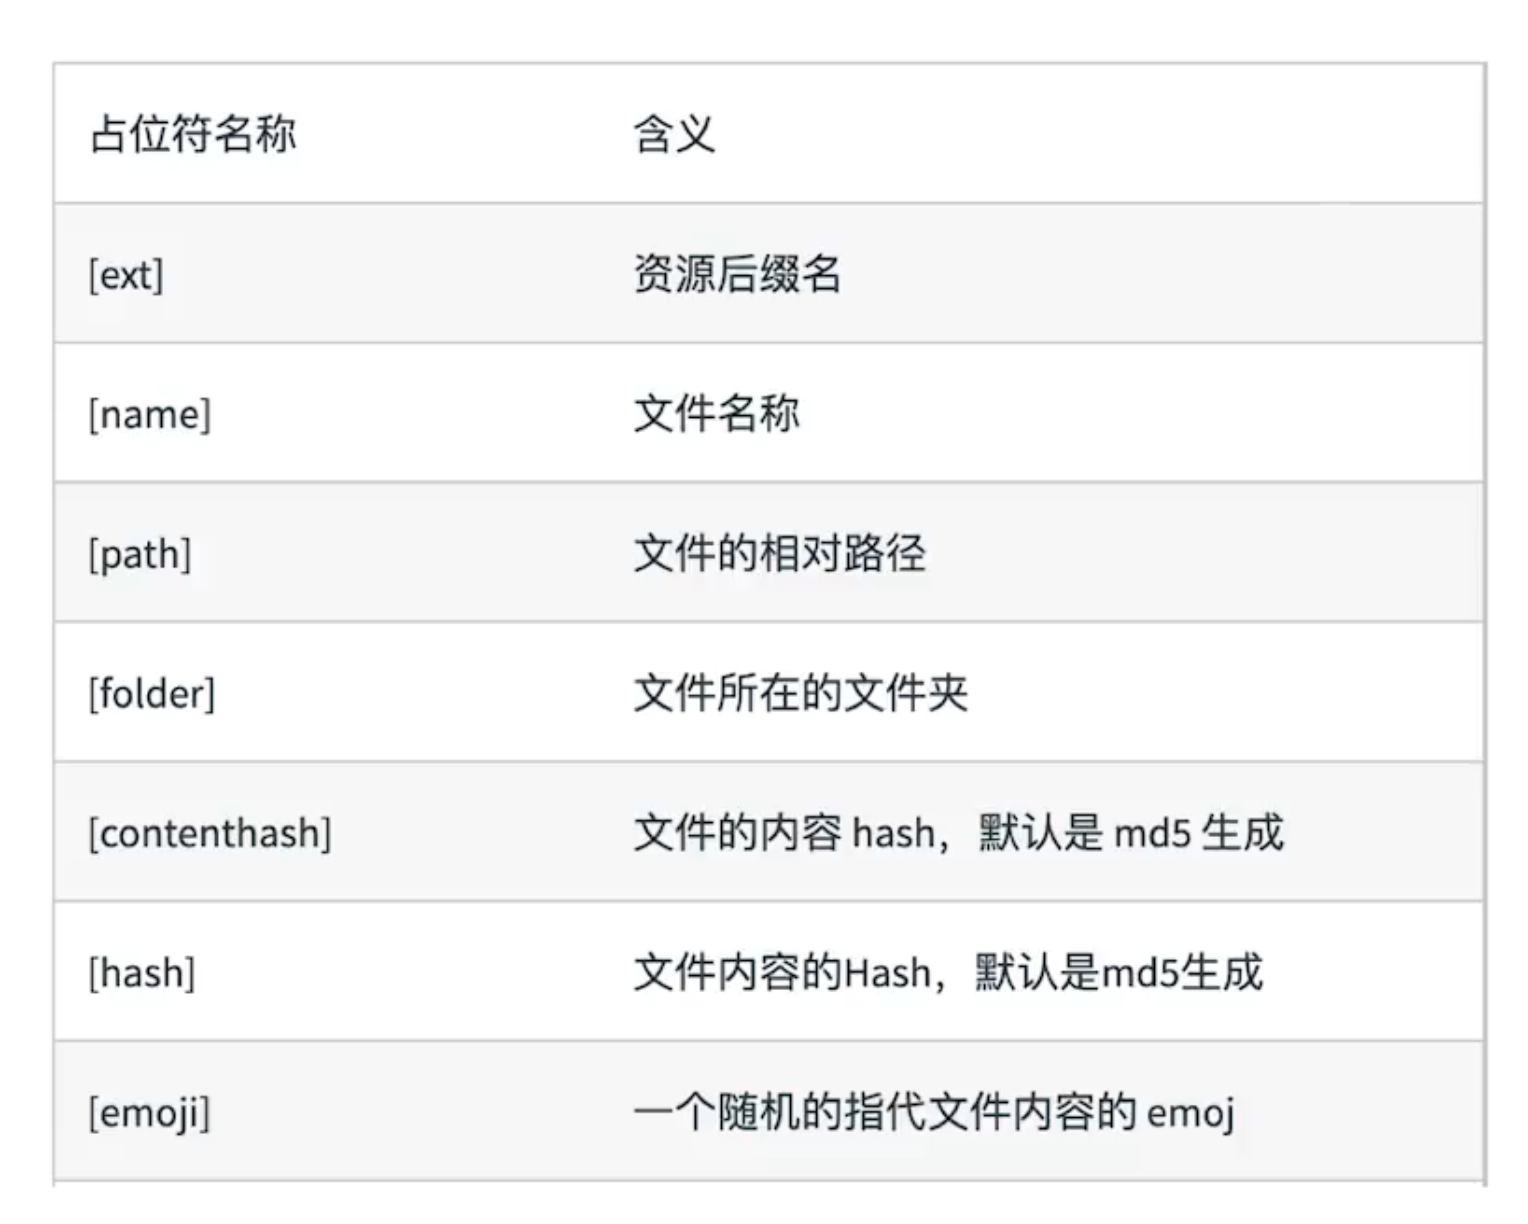 占位符名称 含义
[ext] 资源后缀名
[name] 文件名称
[path] 文件的相对路径
[folder] 文件所在的文件夹
[contenthash] 文件的内容 hash，默认是 md5 生成
[hash] 文件内容的Hash，默认是md5生成
[emoji] 一个随机的指代文件内容的 emoj